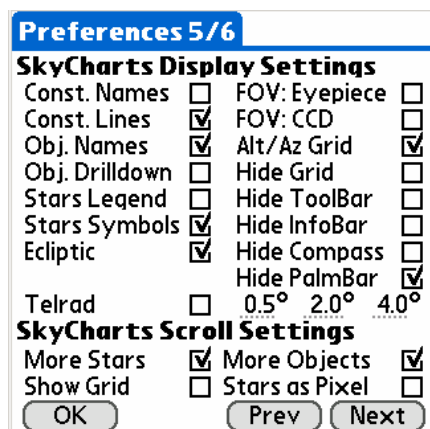 Preferences 5/6
SkyCharts Display Settings
Const. Names FOV: Eyepiece
Const. Lines FOV: CCD
Obj. Names Alt/Az Grid
Obj. Drilldown Hide Grid
Stars Legend Hide ToolBar
Stars Symbols Hide InfoBar
Ecliptic Hide Compass
Hide PalmBar
Telrad 0.5° 2.0° 4.0°
SkyCharts Scroll Settings
More Stars More Objects
Show Grid Stars as Pixel
OK Prev Next